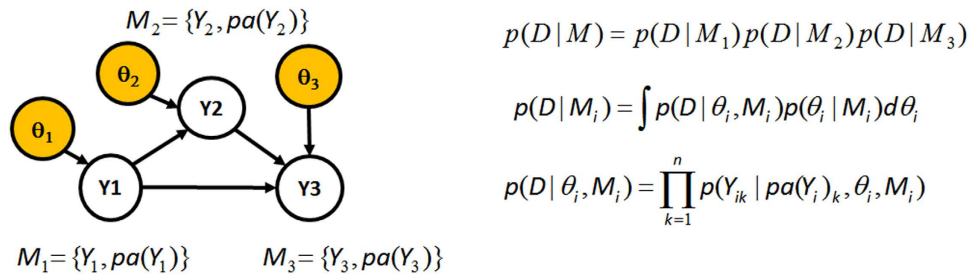 M₂= {Y₂, pa(Y₂)}
θ₂
θ₃
θ₁
Y2
Y1
Y3
M₁= {Y₁, pa(Y₁)}
M₃= {Y₃, pa(Y₃)}
p(D | M) = p(D | M₁)p(D | M₂)p(D | M₃)
p(D | Mᵢ) = ∫ p(D | θᵢ, Mᵢ)p(θᵢ | Mᵢ)dθᵢ
p(D | θᵢ, Mᵢ) = ∏ₖ₌₁ⁿ p(Yᵢₖ | pa(Yᵢ)ₖ, θᵢ, Mᵢ)